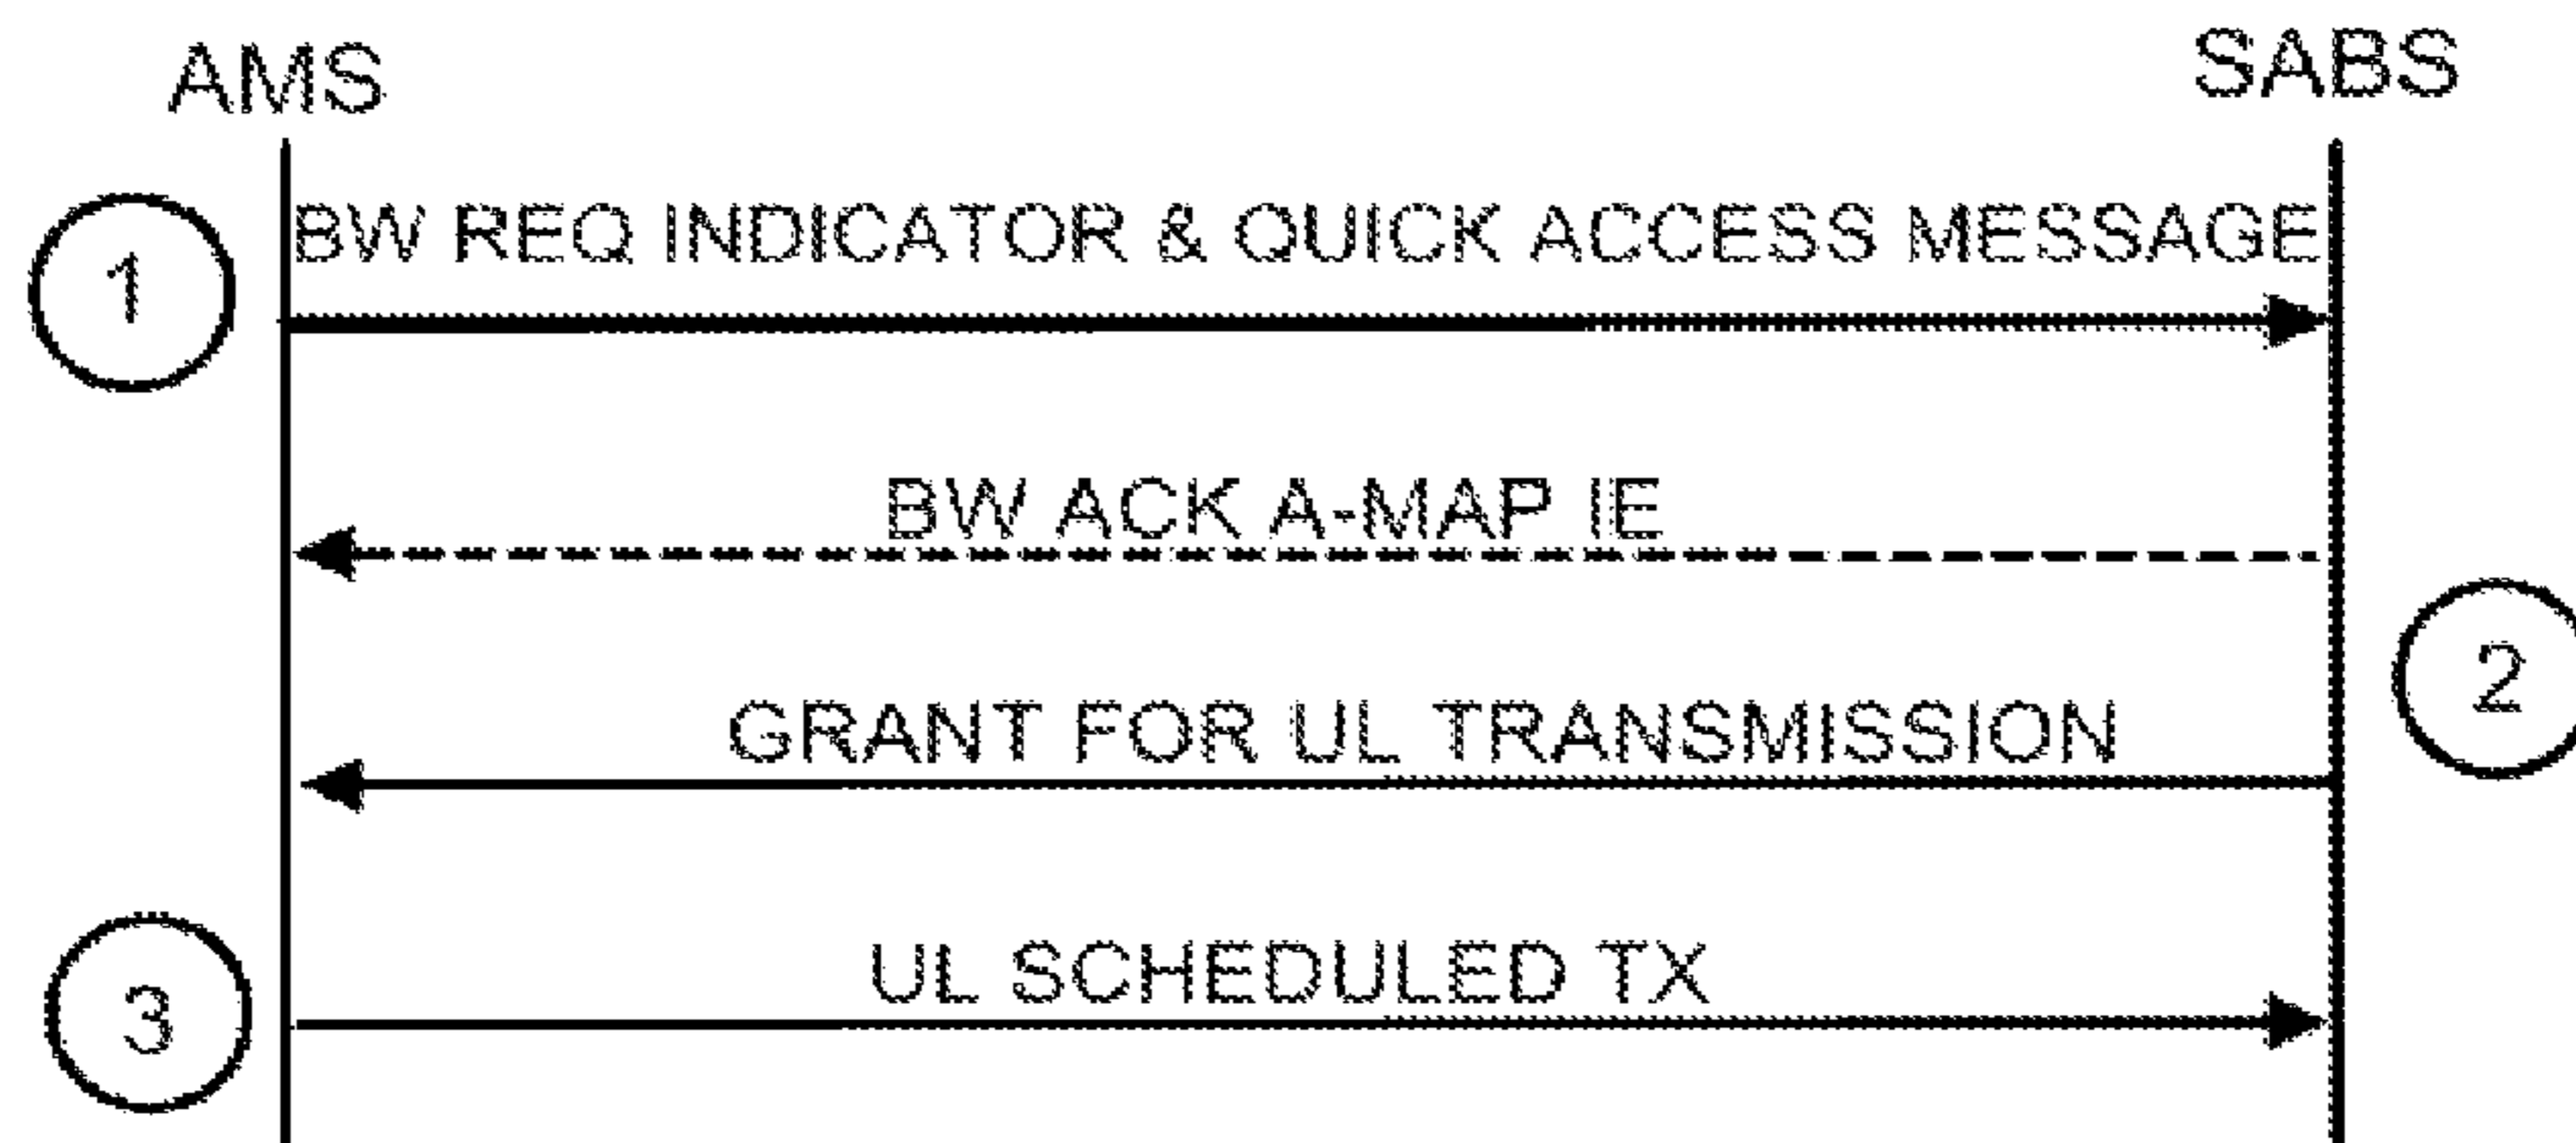 AMS SABS
1
BW REQ INDICATOR & QUICK ACCESS MESSAGE
BW ACK A-MAP IE
2
GRANT FOR UL TRANSMISSION
3
UL SCHEDULED TX